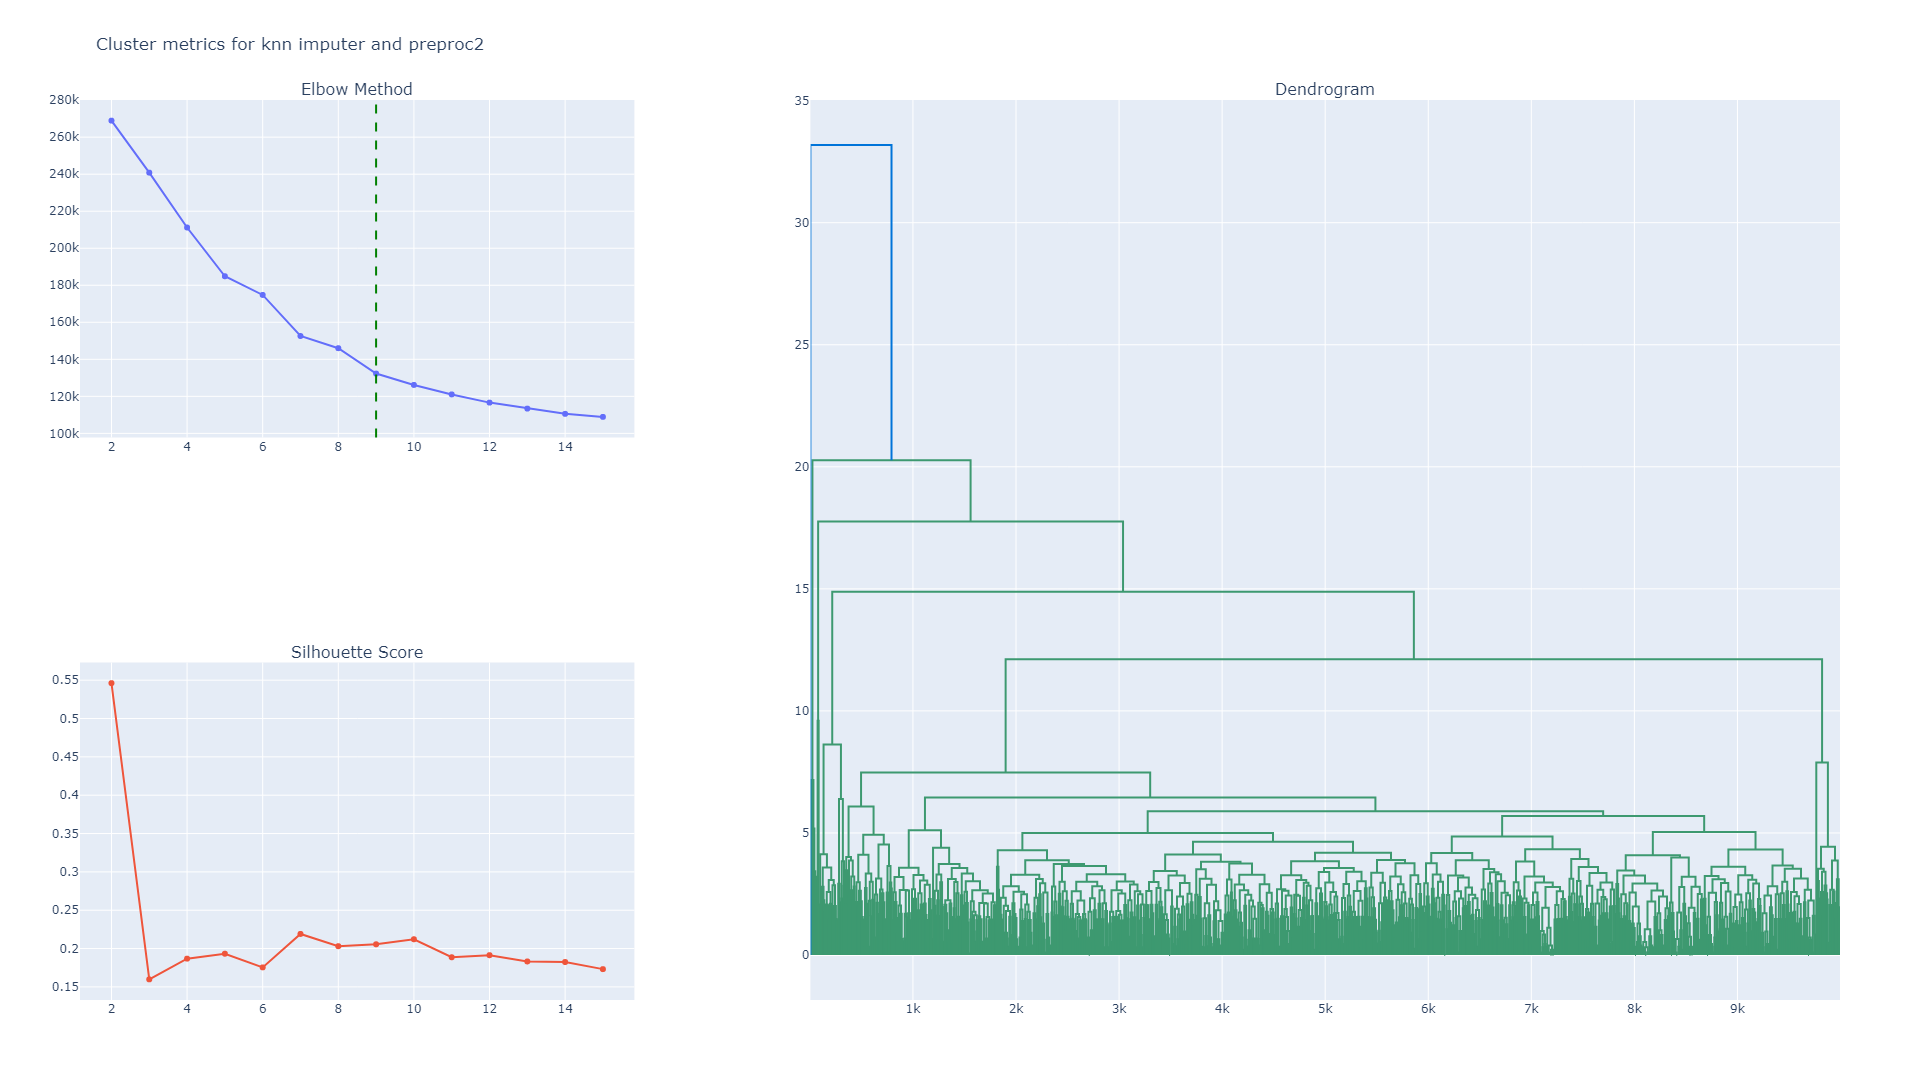 Cluster metrics for knn imputer and preproc2
Elbow Method
280k
260k
240k
220k
200k
180k
160k
140k
120k
100k
2 4 6 8 10 12 14
Silhouette Score
0.55
0.5
0.45
0.4
0.35
0.3
0.25
0.2
0.15
2 4 6 8 10 12 14
Dendrogram
35
30
25
20
15
10
5
0
1k 2k 3k 4k 5k 6k 7k 8k 9k